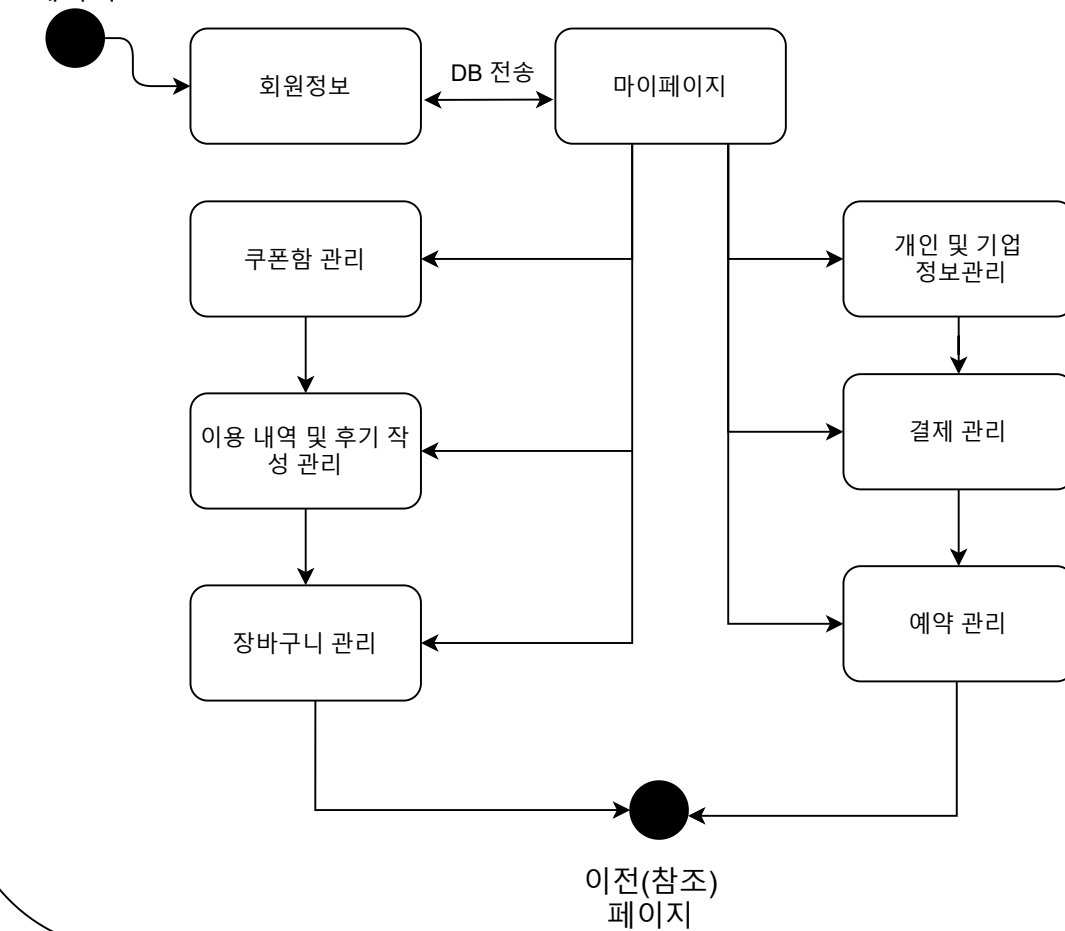 회원정보
DB 전송
마이페이지
쿠폰함 관리
개인 및 기업
정보관리
이용 내역 및 후기 작
성 관리
결제 관리
장바구니 관리
예약 관리
이전(참조)
페이지